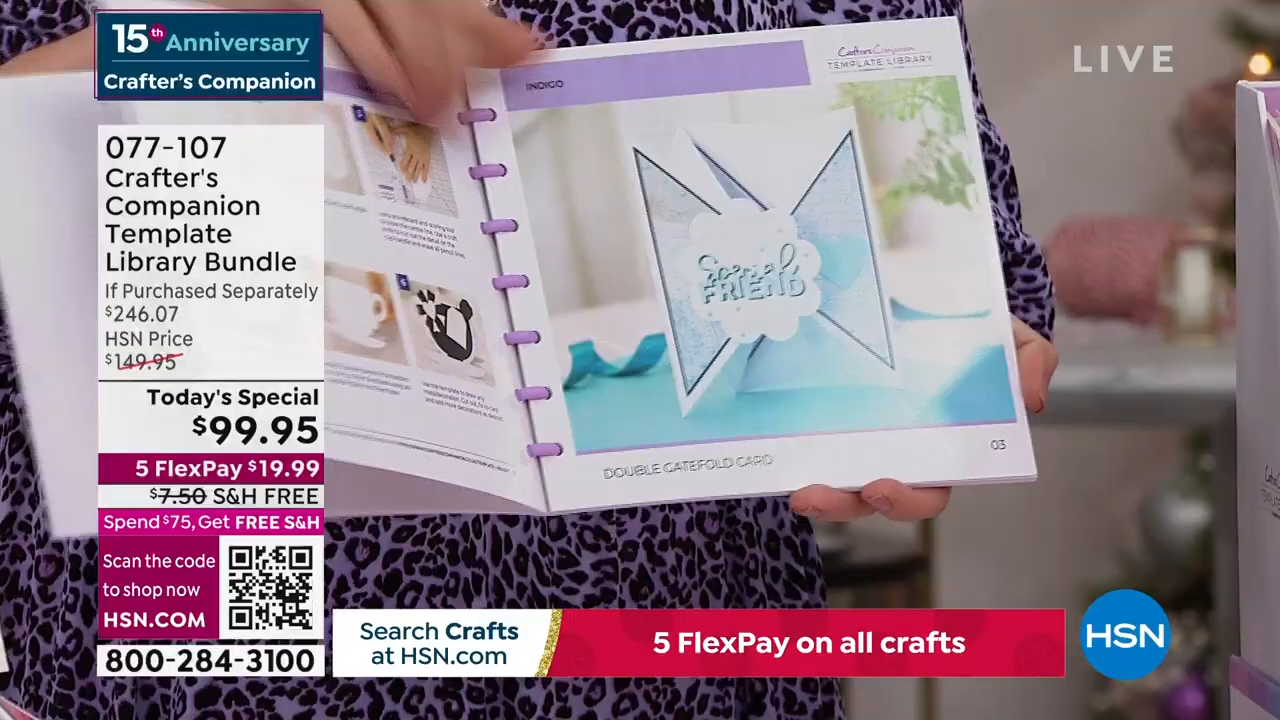 15th Anniversary
Crafter's Companion
077-107
Crafter's
Companion
Template
Library Bundle
If Purchased Separately
$246.07
HSN Price
$149.95
Today's Special
$99.95
5 FlexPay $19.99
$7.50 S&H FREE
Spend $75, Get FREE S&H
Scan the code
to shop now
HSN.COM
800-284-3100
INDIGO
Crafter's Companion
TEMPLATE LIBRARY
Special
FRIEND
DOUBLE GATEFOLD CARD
03
LIVE
Search Crafts
at HSN.com
5 FlexPay on all crafts
HSN